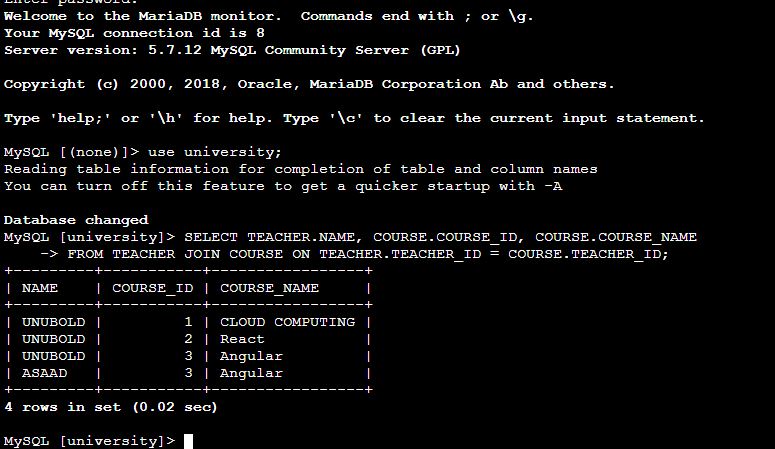 Enter password:
Welcome to the MariaDB monitor.  Commands end with ; or \g.
Your MySQL connection id is 8
Server version: 5.7.12 MySQL Community Server (GPL)
Copyright (c) 2000, 2018, Oracle, MariaDB Corporation Ab and others.
Type 'help;' or '\h' for help. Type '\c' to clear the current input statement.
MySQL [(none)]> use university;
Reading table information for completion of table and column names
You can turn off this feature to get a quicker startup with -A
Database changed
MySQL [university]> SELECT TEACHER.NAME, COURSE.COURSE_ID, COURSE.COURSE_NAME
    -> FROM TEACHER JOIN COURSE ON TEACHER.TEACHER_ID = COURSE.TEACHER_ID;
+---------+-----------+-----------------+
| NAME    | COURSE_ID | COURSE_NAME     |
+---------+-----------+-----------------+
| UNUBOLD |         1 | CLOUD COMPUTING |
| UNUBOLD |         2 | React           |
| UNUBOLD |         3 | Angular         |
| ASAAD   |         3 | Angular         |
+---------+-----------+-----------------+
4 rows in set (0.02 sec)
MySQL [university]>